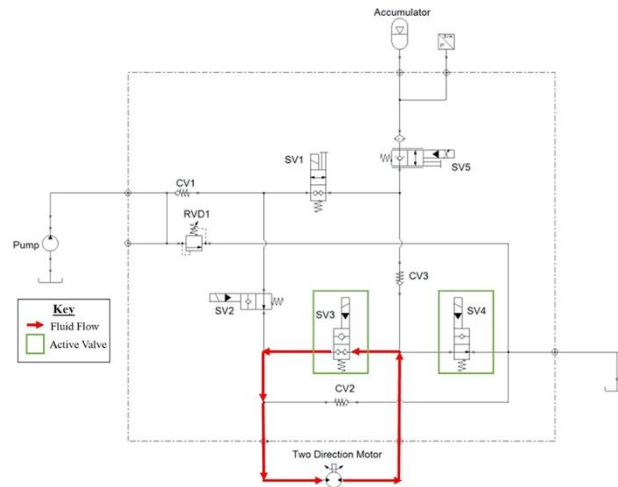 Accumulator
SV1
SV5
CV1
RVD1
Pump
CV3
Key
Fluid Flow
Active Valve
SV2
SV3
SV4
CV2
Two Direction Motor